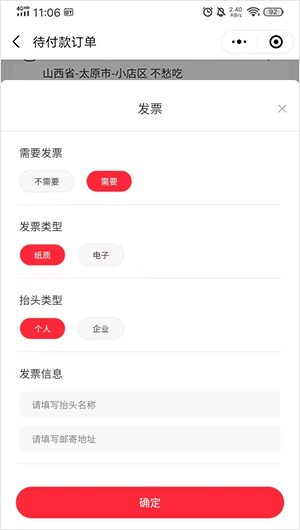 4G HD 11:06 2.40 KB/s 92
待付款订单
山西省-太原市-小店区 不愁吃
发票
需要发票
不需要 需要
发票类型
纸质 电子
抬头类型
个人 企业
发票信息
请填写抬头名称
请填写邮寄地址
确定